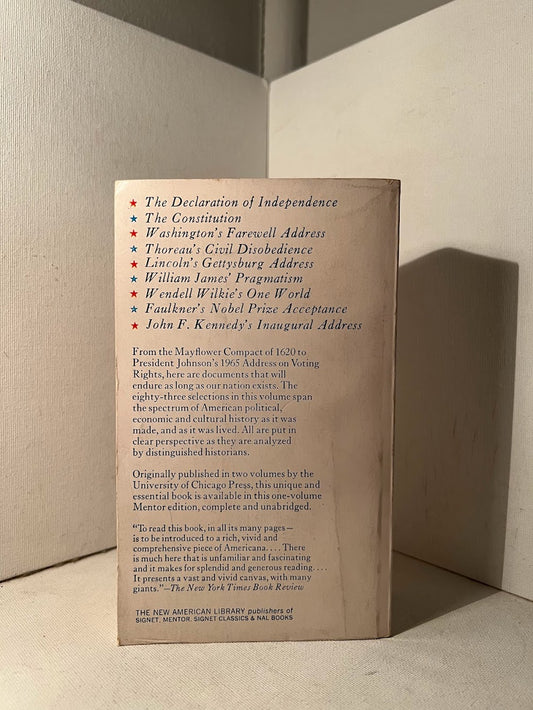 ★ The Declaration of Independence
★ The Constitution
★ Washington's Farewell Address
★ Thoreau's Civil Disobedience
★ Lincoln's Gettysburg Address
★ William James' Pragmatism
★ Wendell Wilkie's One World
★ Faulkner's Nobel Prize Acceptance
★ John F. Kennedy's Inaugural Address
From the Mayflower Compact of 1620 to
President Johnson's 1965 Address on Voting
Rights, here are documents that will
endure as long as our nation exists. The
eighty-three selections in this volume span
the spectrum of American political,
economic and cultural history as it was
made, and as it was lived. All are put in
clear perspective as they are analyzed
by distinguished historians.
Originally published in two volumes by the
University of Chicago Press, this unique and
essential book is available in this one-volume
Mentor edition, complete and unabridged.
"To read this book, in all its many pages—
is to be introduced to a rich, vivid and
comprehensive piece of Americana. . . . There
is much here that is unfamiliar and fascinating
and it makes for splendid and generous reading. . . .
It presents a vast and vivid canvas, with many
giants."—The New York Times Book Review
THE NEW AMERICAN LIBRARY publishers of
SIGNET, MENTOR, SIGNET CLASSICS & NAL BOOKS